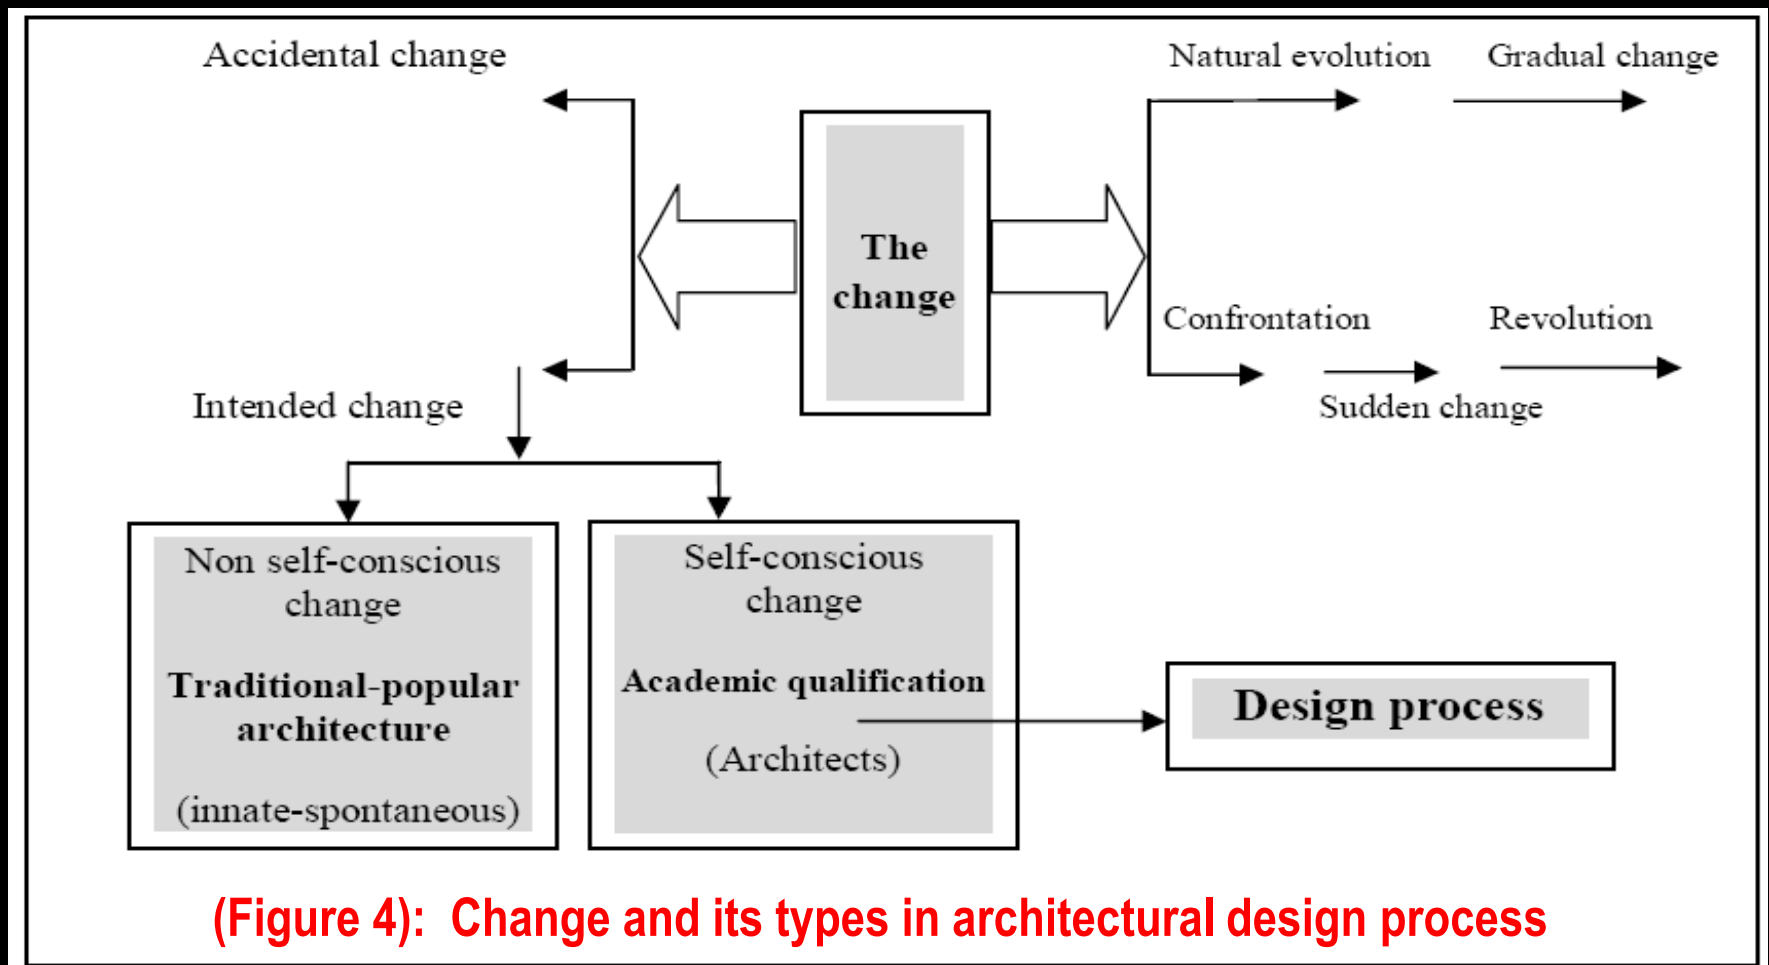 Accidental change
Natural evolution
Gradual change
The
change
Confrontation
Revolution
Intended change
Sudden change
Non self-conscious
change
Traditional-popular
architecture
(innate-spontaneous)
Self-conscious
change
Academic qualification
(Architects)
Design process
(Figure 4): Change and its types in architectural design process